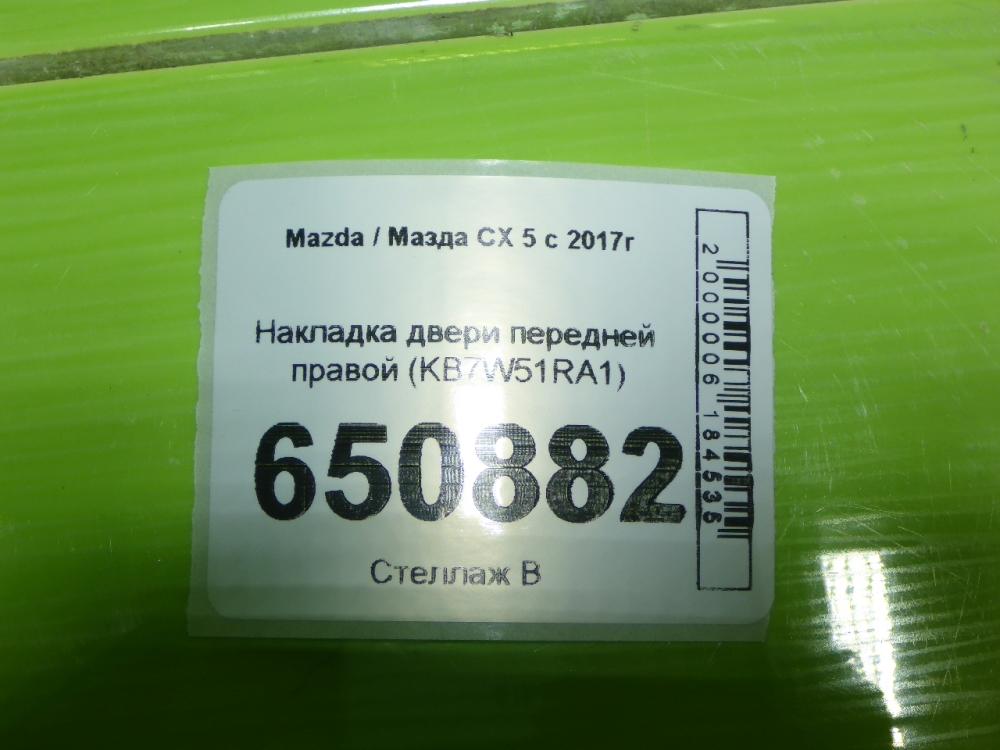 Mazda / Мазда CX 5 с 2017г
Накладка двери передней
правой (KB7W51RA1)
650882
Стеллаж В
2000006184535